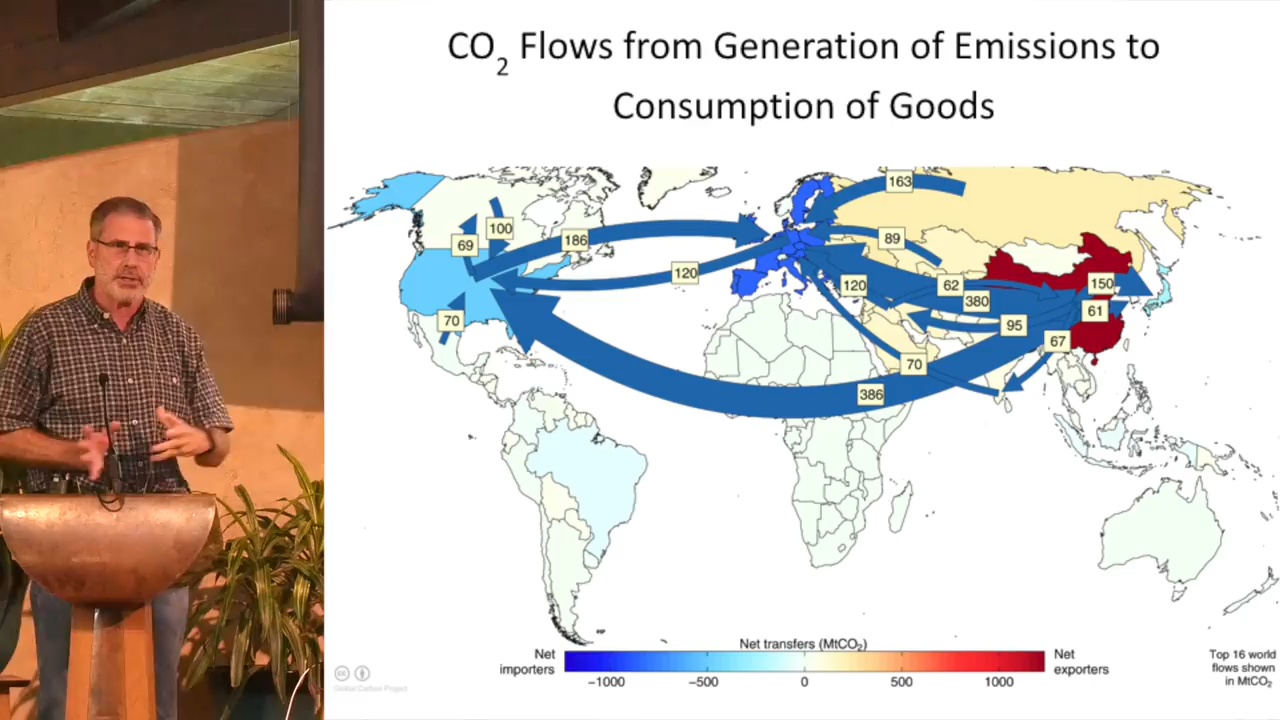 CO2 Flows from Generation of Emissions to
Consumption of Goods
163
100
69
186
89
120
120
62
150
380
61
70
95
67
70
386
Net transfers (MtCO2)
Net
importers
Net
exporters
−1000
−500
0
500
1000
Top 16 world
flows shown
in MtCO2
Global Carbon Project